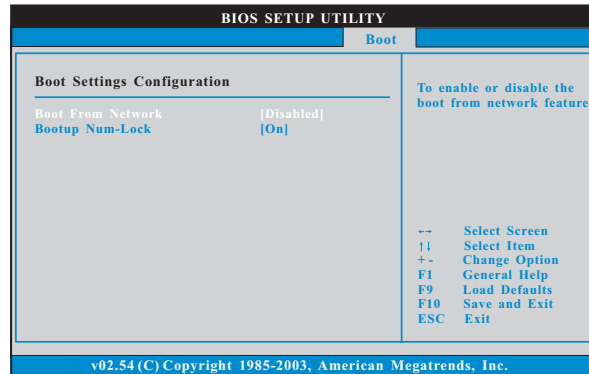 BIOS SETUP UTILITY
Boot
Boot Settings Configuration
Boot From Network [Disabled]
Bootup Num-Lock [On]
To enable or disable the
boot from network feature
←→ Select Screen
↑↓ Select Item
+ - Change Option
F1 General Help
F9 Load Defaults
F10 Save and Exit
ESC Exit
v02.54 (C) Copyright 1985-2003, American Megatrends, Inc.